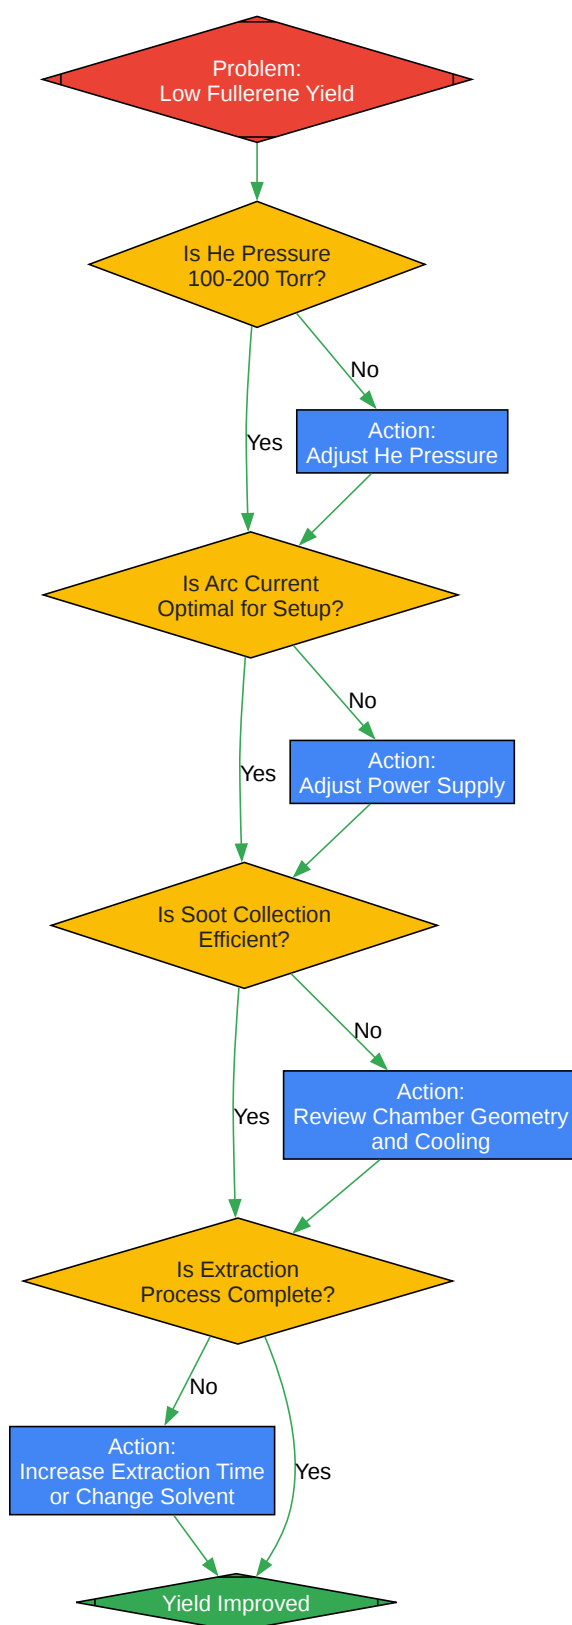 Problem:
Low Fullerene Yield
Is He Pressure
100-200 Torr?
No
Action:
Adjust He Pressure
Yes
Is Arc Current
Optimal for Setup?
No
Action:
Adjust Power Supply
Yes
Is Soot Collection
Efficient?
No
Action:
Review Chamber Geometry
and Cooling
Yes
Is Extraction
Process Complete?
No
Action:
Increase Extraction Time
or Change Solvent
Yes
Yield Improved